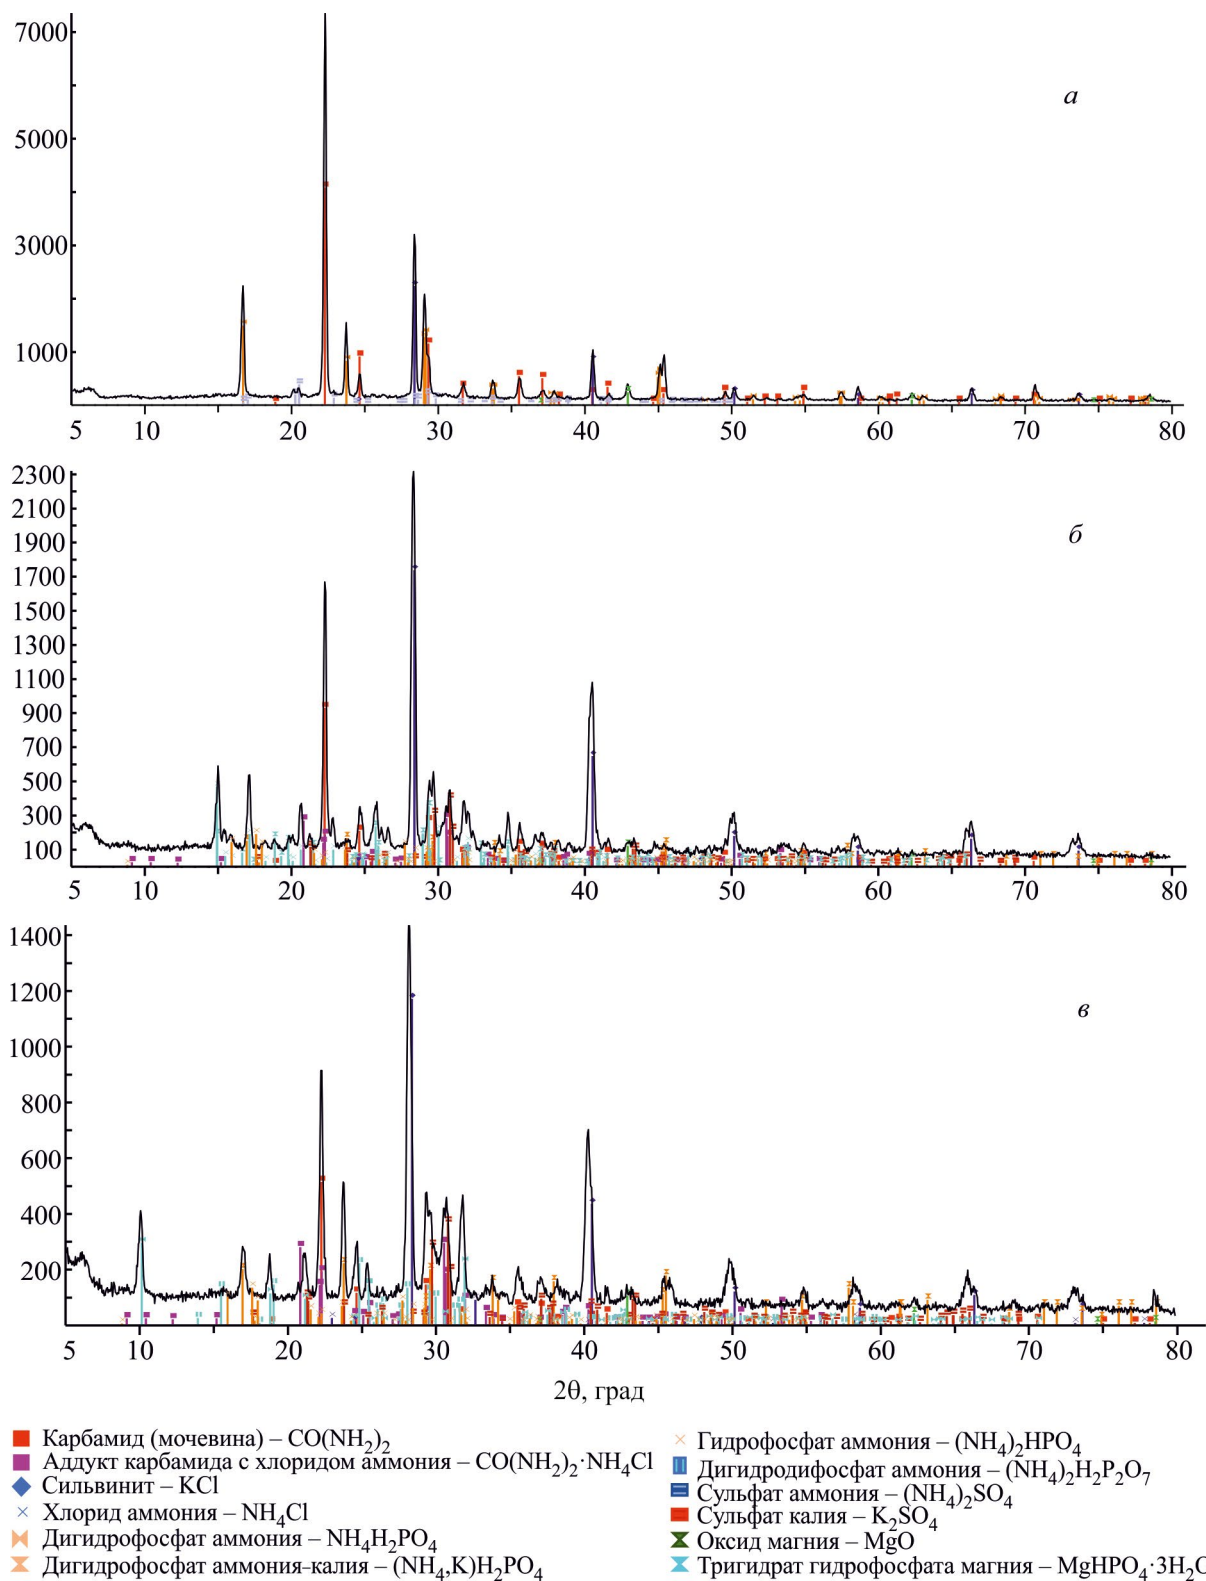 7000
5000
3000
1000
а
10 20 30 40 50 60 70 80
2300
2100
1900
1700
1500
1300
1100
900
700
500
300
100
б
5 10 20 30 40 50 60 70 80
1400
1200
1000
800
600
400
200
в
5 10 20 30 40 50 60 70 80
2θ, град
Карбамид (мочевина) – CO(NH₂)₂
Аддукт карбамида с хлоридом аммония – CO(NH₂)₂·NH₄Cl
Сильвинит – KCl
Хлорид аммония – NH₄Cl
Дигидрофосфат аммония – NH₄H₂PO₄
Дигидрофосфат аммония-калия – (NH₄,K)H₂PO₄
Гидрофосфат аммония – (NH₄)₂HPO₄
Дигидродифосфат аммония – (NH₄)₂H₂P₂O₇
Сульфат аммония – (NH₄)₂SO₄
Сульфат калия – K₂SO₄
Оксид магния – MgO
Тригидрат гидрофосфата магния – MgHPO₄·3H₂O